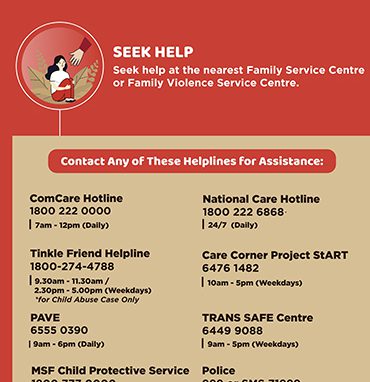 SEEK HELP
Seek help at the nearest Family Service Centre
or Family Violence Service Centre.
Contact Any of These Helplines for Assistance:
ComCare Hotline
1800 222 0000
7am - 12pm (Daily)
National Care Hotline
1800 222 6868
24/7 (Daily)
Tinkle Friend Helpline
1800-274-4788
9.30am - 11.30am /
2.30pm - 5.00pm (Weekdays)
*for Child Abuse Case Only
Care Corner Project StART
6476 1482
10am - 5pm (Weekdays)
PAVE
6555 0390
9am - 6pm (Daily)
TRANS SAFE Centre
6449 9088
9am - 5pm (Weekdays)
MSF Child Protective Service
Police